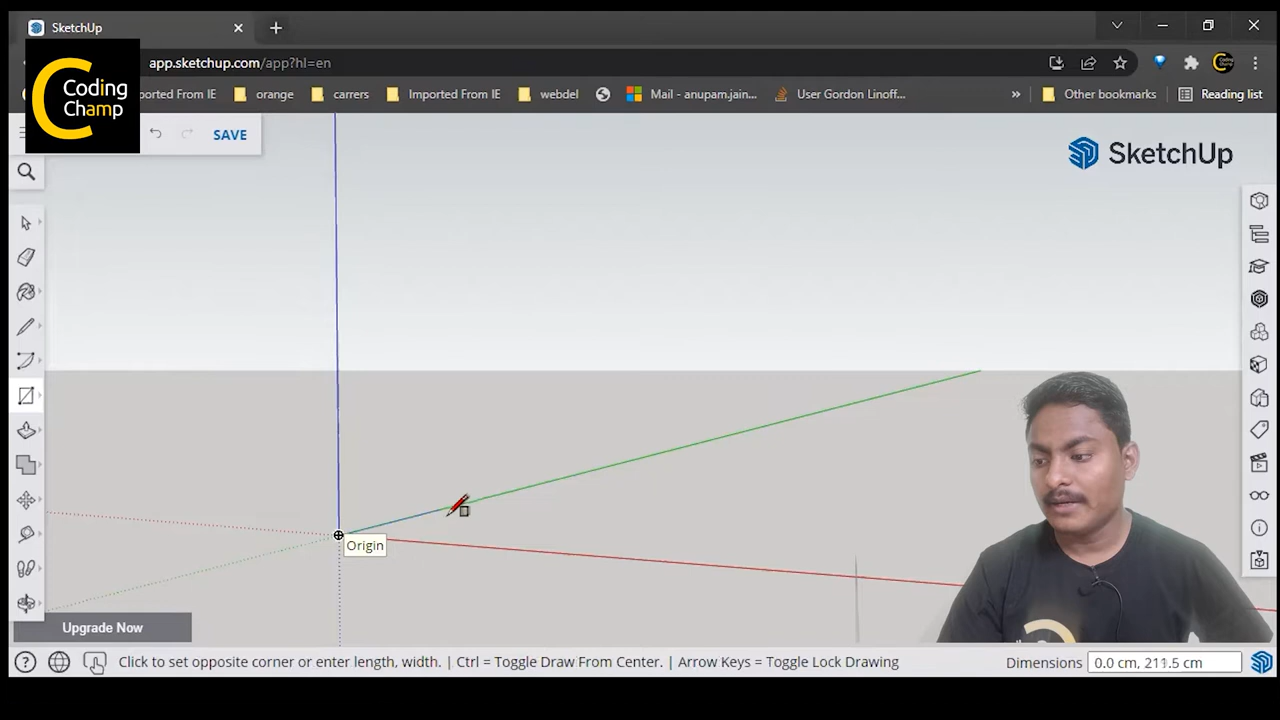 SketchUp
Coding
Champ
app.sketchup.com/app?hl=en
mported From IE
orange
carrers
Imported From IE
webdel
Mail - anupam.jain...
User Gordon Linoff...
»
Other bookmarks
Reading list
SAVE
SketchUp
Origin
Upgrade Now
Click to set opposite corner or enter length, width. | Ctrl = Toggle Draw From Center. | Arrow Keys = Toggle Lock Drawing
Dimensions
0.0 cm, 211.5 cm